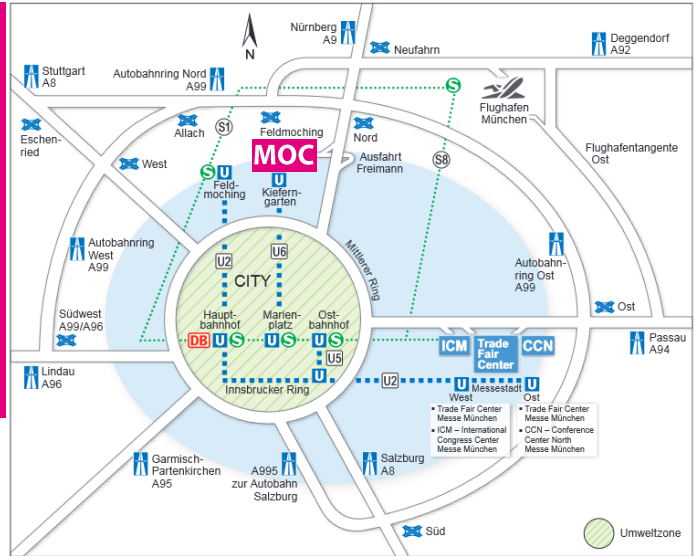 N
Nürnberg
A9
Neufahrn
Deggendorf
A92
Stuttgart
A8
Autobahnring Nord
A99
S
Flughafen
München
Eschen-
ried
Allach
S1
Feldmoching
Nord
MOC
Ausfahrt
Freimann
S8
Flughafentangente
Ost
West
S
U
Feld-
moching
U
Kiefern-
garten
Autobahnring
West
A99
U2
U6
Mittlerer Ring
Autobahn-
ring Ost
A99
CITY
Südwest
A99/A96
Haupt-
bahnhof
Marien-
platz
Ost-
bahnhof
Ost
DB
U
S
U
S
U
S
ICM
Trade
Fair
Center
CCN
Passau
A94
U5
U
Lindau
A96
Innsbrucker Ring
U2
U
Messestadt
U
West
Ost
▪ Trade Fair Center
Messe München
▪ ICM – International
Congress Center
Messe München
▪ Trade Fair Center
Messe München
▪ CCN – Conference
Center North
Messe München
Garmisch-
Partenkirchen
A95
A995
zur Autobahn
Salzburg
Salzburg
A8
Süd
Umweltzone